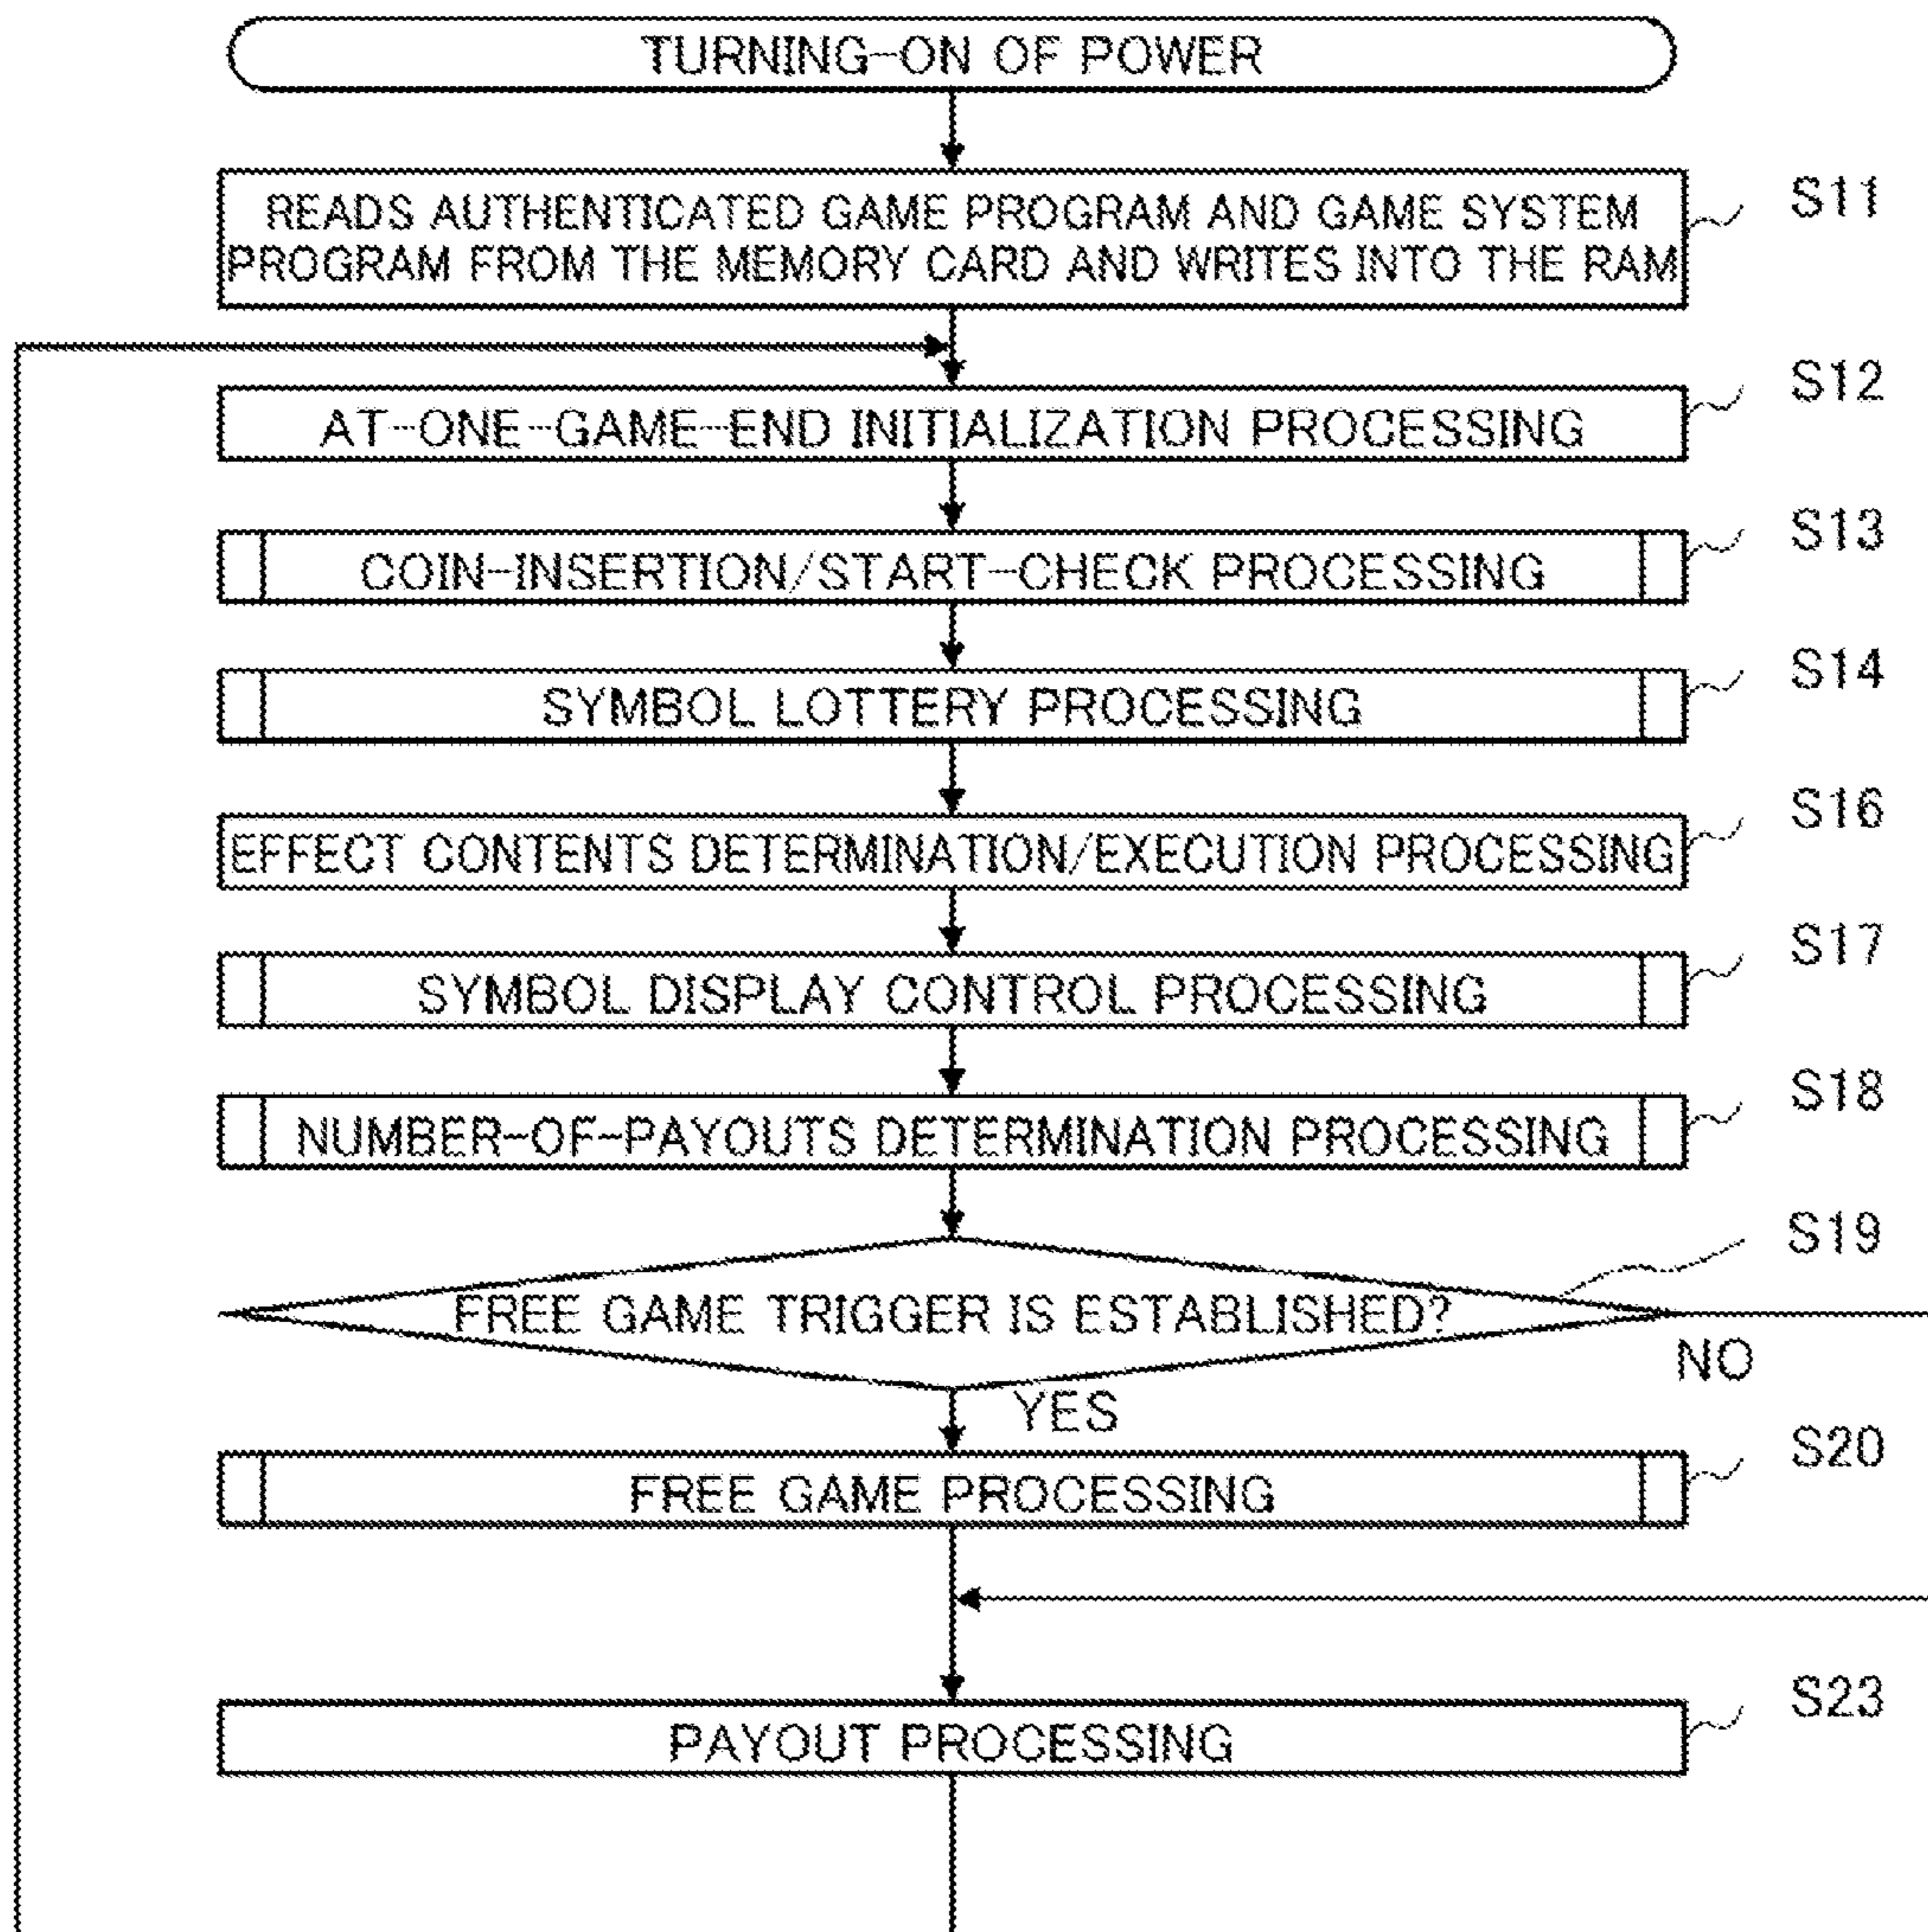 TURNING-ON OF POWER
READS AUTHENTICATED GAME PROGRAM AND GAME SYSTEM
PROGRAM FROM THE MEMORY CARD AND WRITES INTO THE RAM
S11
AT-ONE-GAME-END INITIALIZATION PROCESSING
S12
COIN-INSERTION/START-CHECK PROCESSING
S13
SYMBOL LOTTERY PROCESSING
S14
EFFECT CONTENTS DETERMINATION/EXECUTION PROCESSING
S16
SYMBOL DISPLAY CONTROL PROCESSING
S17
NUMBER-OF-PAYOUTS DETERMINATION PROCESSING
S18
FREE GAME TRIGGER IS ESTABLISHED?
S19
NO
YES
FREE GAME PROCESSING
S20
PAYOUT PROCESSING
S23